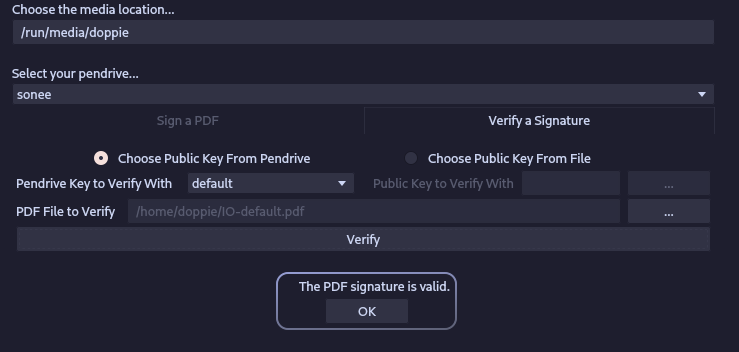 Choose the media location...
/run/media/doppie
Select your pendrive...
sonee
Sign a PDF Verify a Signature
Choose Public Key From Pendrive Choose Public Key From File
Pendrive Key to Verify With default Public Key to Verify With ...
PDF File to Verify /home/doppie/IO-default.pdf ...
Verify
The PDF signature is valid.
OK